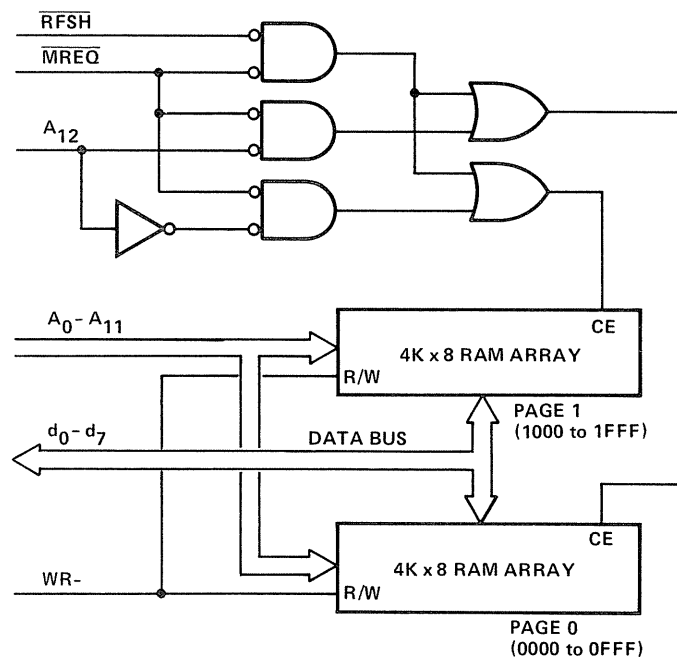 RFSH
MREQ
A12
A0-A11
CE
4K x 8 RAM ARRAY
R/W
PAGE 1
(1000 to 1FFF)
d0-d7
DATA BUS
CE
4K x 8 RAM ARRAY
WR-
R/W
PAGE 0
(0000 to 0FFF)